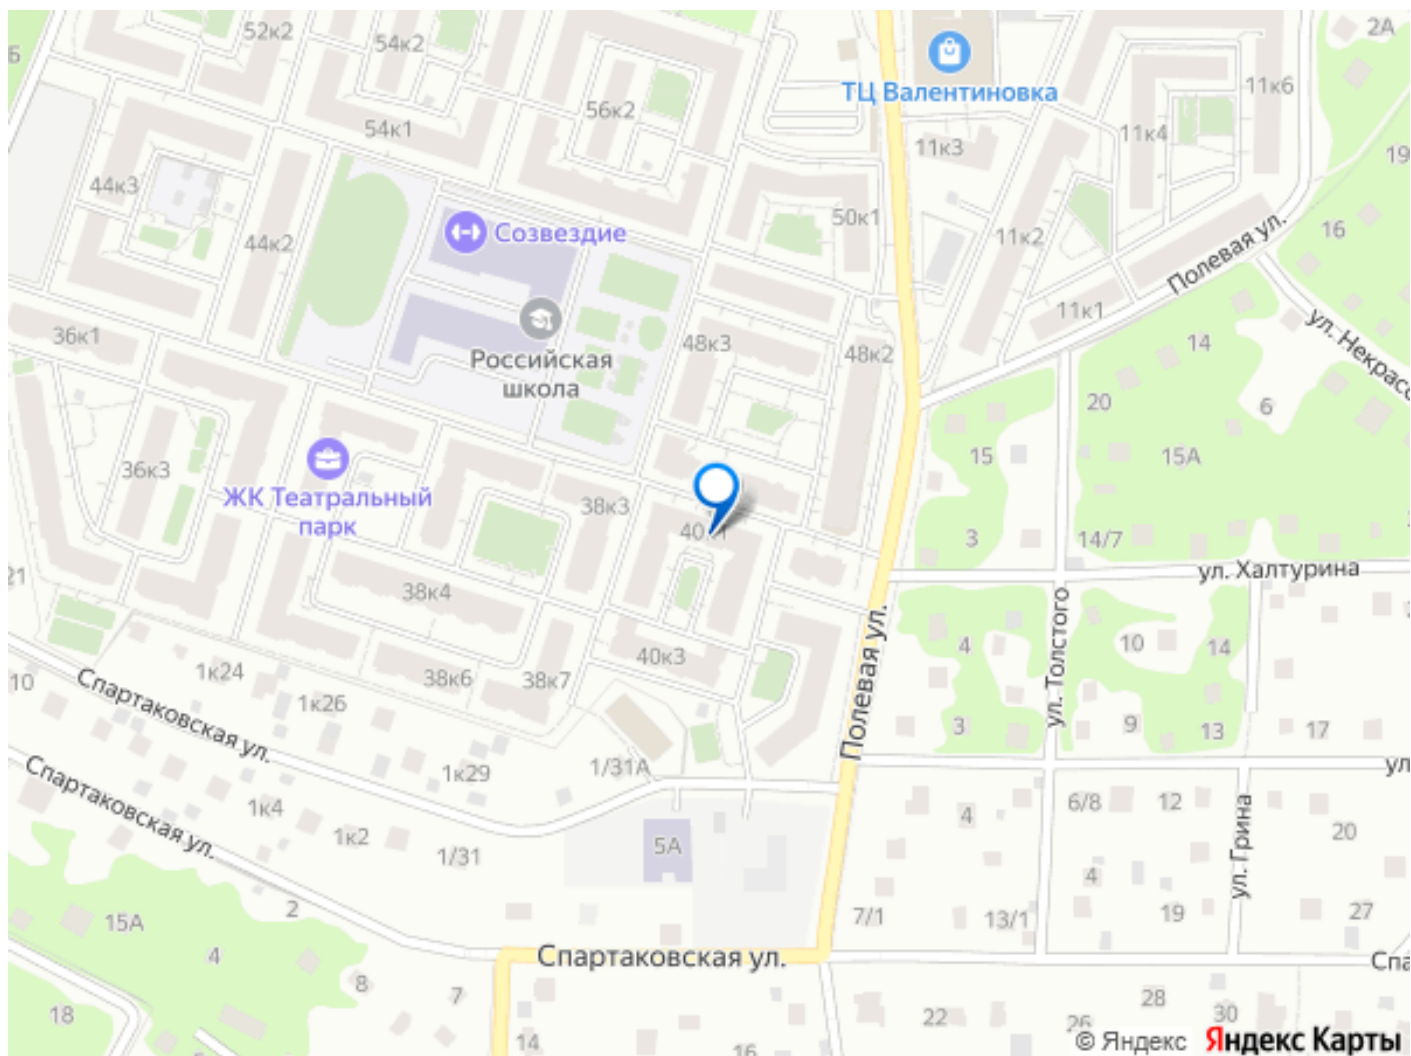 52к2
54к2
2А
5
ТЦ Валентиновка
11к6
56к2
54к1
11к4
11к3
19
44к3
50к1
Созвездие
44к2
11к2
16
Полевая ул.
11к1
36к1
48к3
48к2
14
ул. Некрасо
Российская
школа
20
6
36к3
15
15А
ЖК Театральный
парк
38к3
3
14/7
21
38к4
ул. Халтурина
4
10
14
40к3
1к24
10
38к6
38к7
Полевая ул.
ул. Толстого
Спартаковская ул.
1к26
3
9
13
17
1к29
1/31А
ул
Спартаковская ул.
1к4
4
6/8
12
1к2
5А
20
1/31
ул. Грина
4
2
15А
7/1
13/1
19
27
4
Спартаковская ул.
Спа
8
7
28
18
22
26
30
14
16
© Яндекс
Яндекс Карты